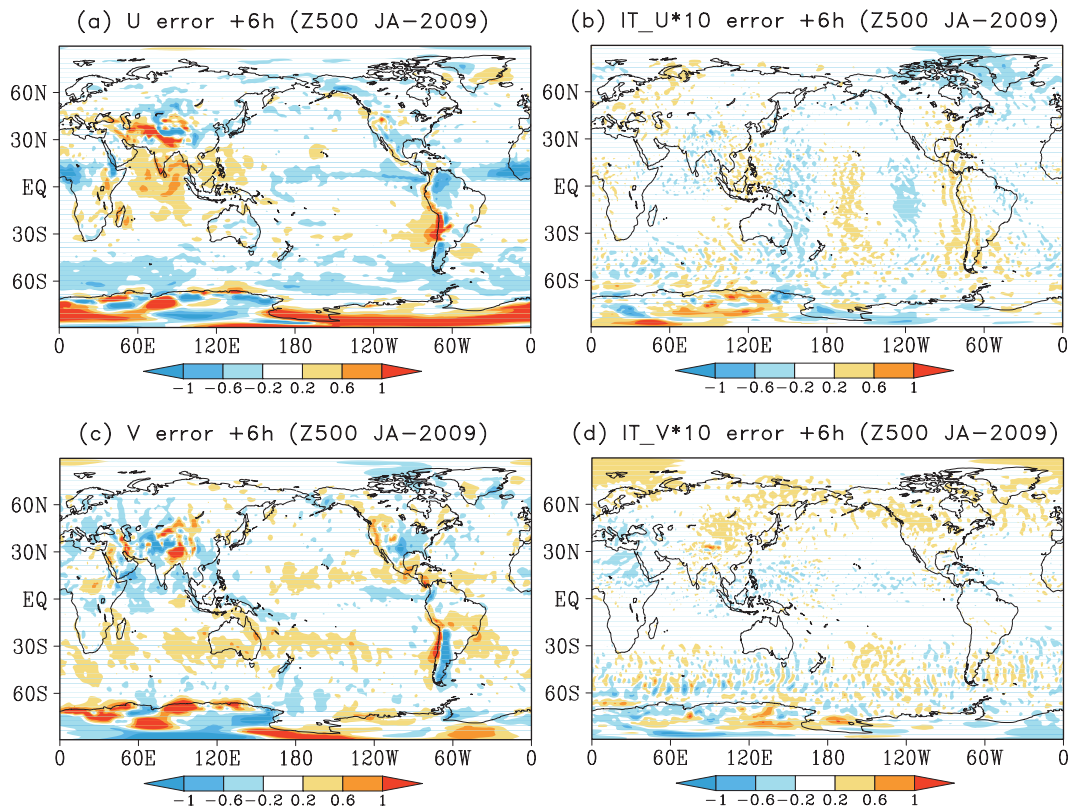 (a) U error +6h (Z500 JA-2009)
60N
30N
EQ
30S
60S
0 60E 120E 180 120W 60W 0
-1 -0.6 -0.2 0.2 0.6 1
(b) IT_U*10 error +6h (Z500 JA-2009)
60N
30N
EQ
30S
60S
0 60E 120E 180 120W 60W 0
-1 -0.6 -0.2 0.2 0.6 1
(c) V error +6h (Z500 JA-2009)
60N
30N
EQ
30S
60S
0 60E 120E 180 120W 60W 0
-1 -0.6 -0.2 0.2 0.6 1
(d) IT_V*10 error +6h (Z500 JA-2009)
60N
30N
EQ
30S
60S
0 60E 120E 180 120W 60W 0
-1 -0.6 -0.2 0.2 0.6 1